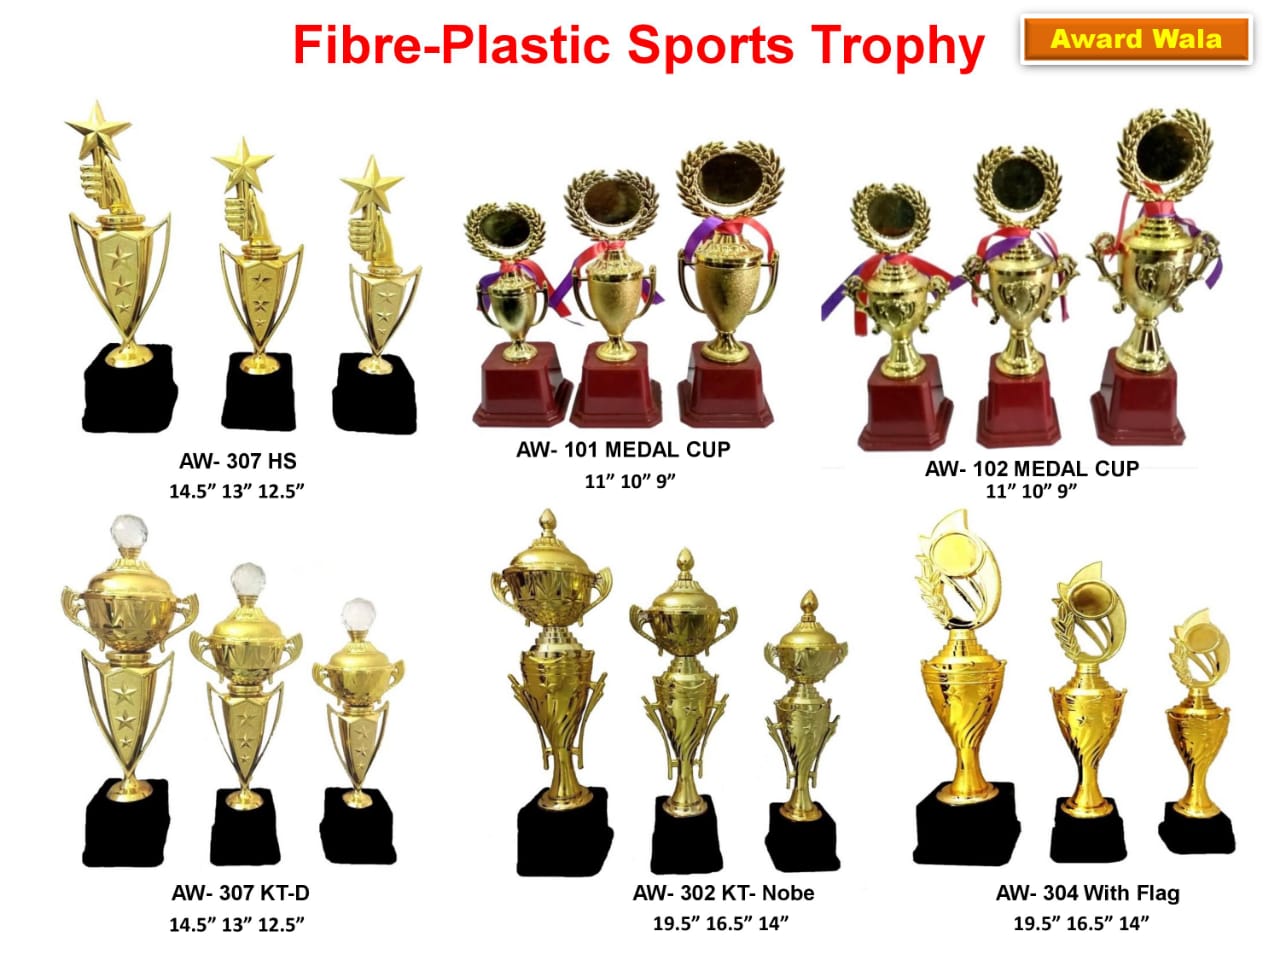 Fibre-Plastic Sports Trophy
Award Wala
AW- 307 HS
14.5” 13” 12.5”
AW- 101 MEDAL CUP
11” 10” 9”
AW- 102 MEDAL CUP
11” 10” 9”
AW- 307 KT-D
14.5” 13” 12.5”
AW- 302 KT- Nobe
19.5” 16.5” 14”
AW- 304 With Flag
19.5” 16.5” 14”